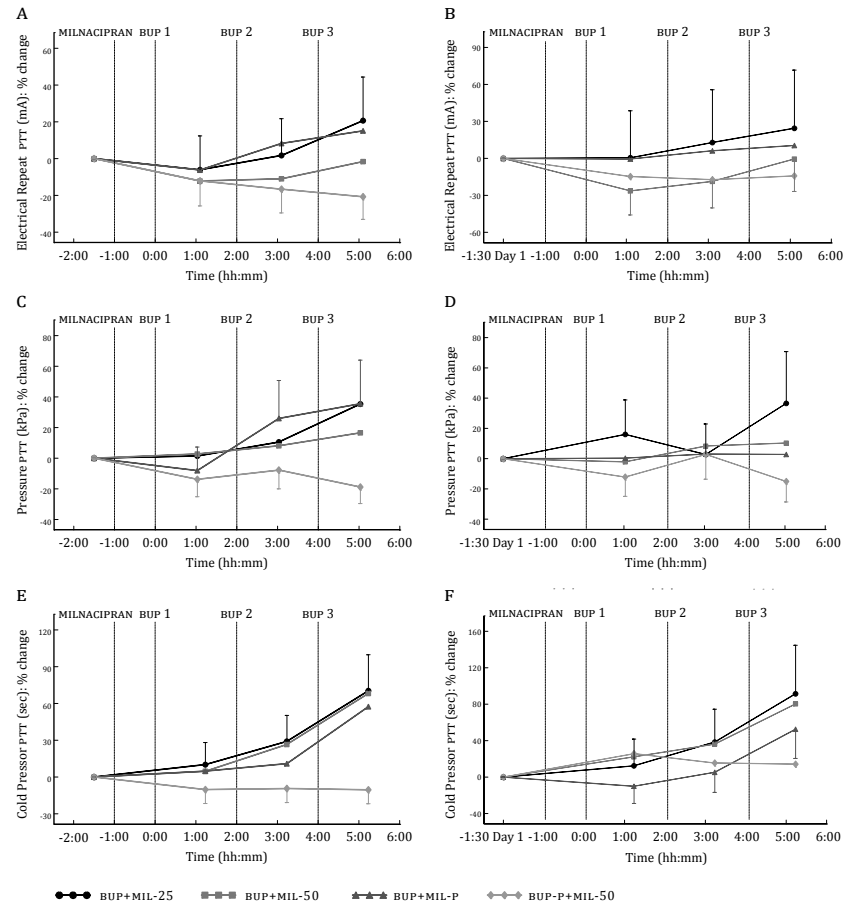 A
MILNACIPRAN BUP 1 BUP 2 BUP 3
Electrical Repeat PTT (mA): % change
60
40
20
0
-20
-40
-2:00 -1:00 0:00 1:00 2:00 3:00 4:00 5:00 6:00
Time (hh:mm)
B
MILNACIPRAN BUP 1 BUP 2 BUP 3
Electrical Repeat PTT (mA): % change
90
60
30
0
-30
-60
-1:30 Day 1 -1:00 0:00 1:00 2:00 3:00 4:00 5:00 6:00
Time (hh:mm)
C
MILNACIPRAN BUP 1 BUP 2 BUP 3
Pressure PTT (kPa): % change
80
60
40
20
0
-20
-40
-2:00 -1:00 0:00 1:00 2:00 3:00 4:00 5:00 6:00
Time (hh:mm)
D
MILNACIPRAN BUP 1 BUP 2 BUP 3
Pressure PTT (kPa): % change
80
60
40
20
0
-20
-40
-1:30 Day 1 -1:00 0:00 1:00 2:00 3:00 4:00 5:00 6:00
Time (hh:mm)
E
MILNACIPRAN BUP 1 BUP 2 BUP 3
Cold Pressor PTT (sec): % change
120
90
60
30
0
-30
-2:00 -1:00 0:00 1:00 2:00 3:00 4:00 5:00 6:00
Time (hh:mm)
F
MILNACIPRAN BUP 1 BUP 2 BUP 3
Cold Pressor PTT (sec): % change
160
120
80
40
0
-40
-1:30 Day 1 -1:00 0:00 1:00 2:00 3:00 4:00 5:00 6:00
Time (hh:mm)
BUP+MIL-25 BUP+MIL-50 BUP+MIL-P BUP-P+MIL-50